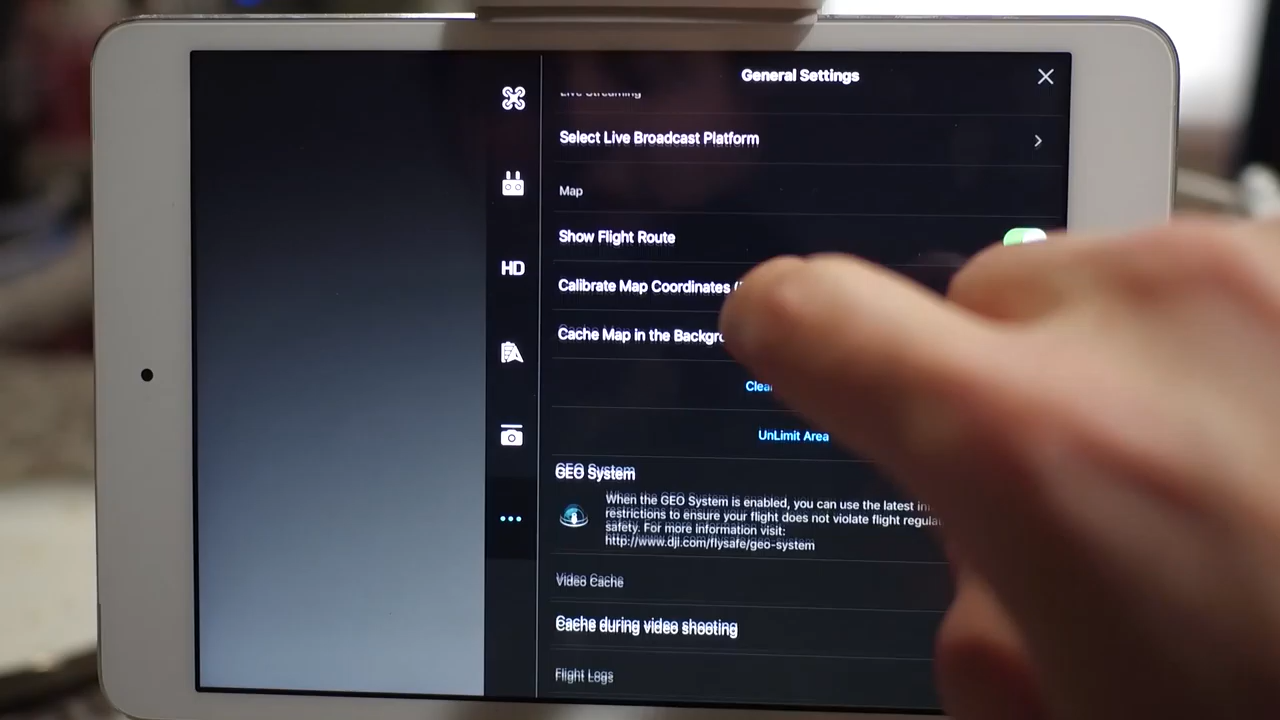 General Settings
Live Streaming
Select Live Broadcast Platform
Map
Show Flight Route
Calibrate Map Coordinates
HD
Cache Map in the
UnLimit Area
GEO System
When the GEO System is enabled, you can use the latest
restrictions to ensure your flight does not violate flight
safety. For more information visit:
http://www.dji.com/flysafe/geo-system
Video Cache
Cache during video shooting
Flight Logs